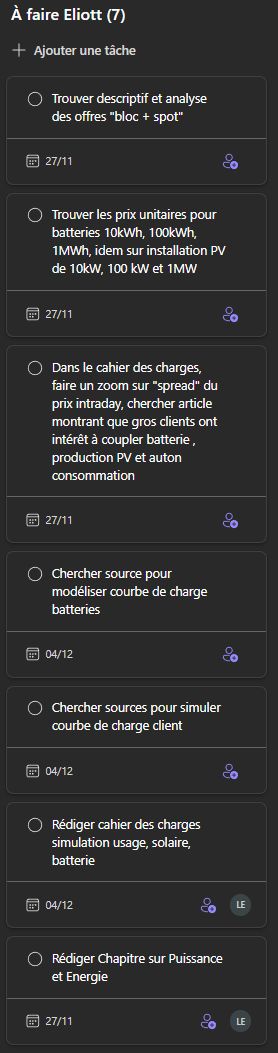 À faire Eliott (7)
Ajouter une tâche
Trouver descriptif et analyse
des offres "bloc + spot"
27/11
Trouver les prix unitaires pour
batteries 10kWh, 100kWh,
1MWh, idem sur installation PV
de 10kW, 100 kW et 1MW
27/11
Dans le cahier des charges,
faire un zoom sur "spread" du
prix intraday, chercher article
montrant que gros clients ont
intérêt à coupler batterie ,
production PV et auton
consommation
27/11
Chercher source pour
modéliser courbe de charge
batteries
04/12
Chercher sources pour simuler
courbe de charge client
04/12
Rédiger cahier des charges
simulation usage, solaire,
batterie
04/12
LE
Rédiger Chapitre sur Puissance
et Energie
27/11
LE